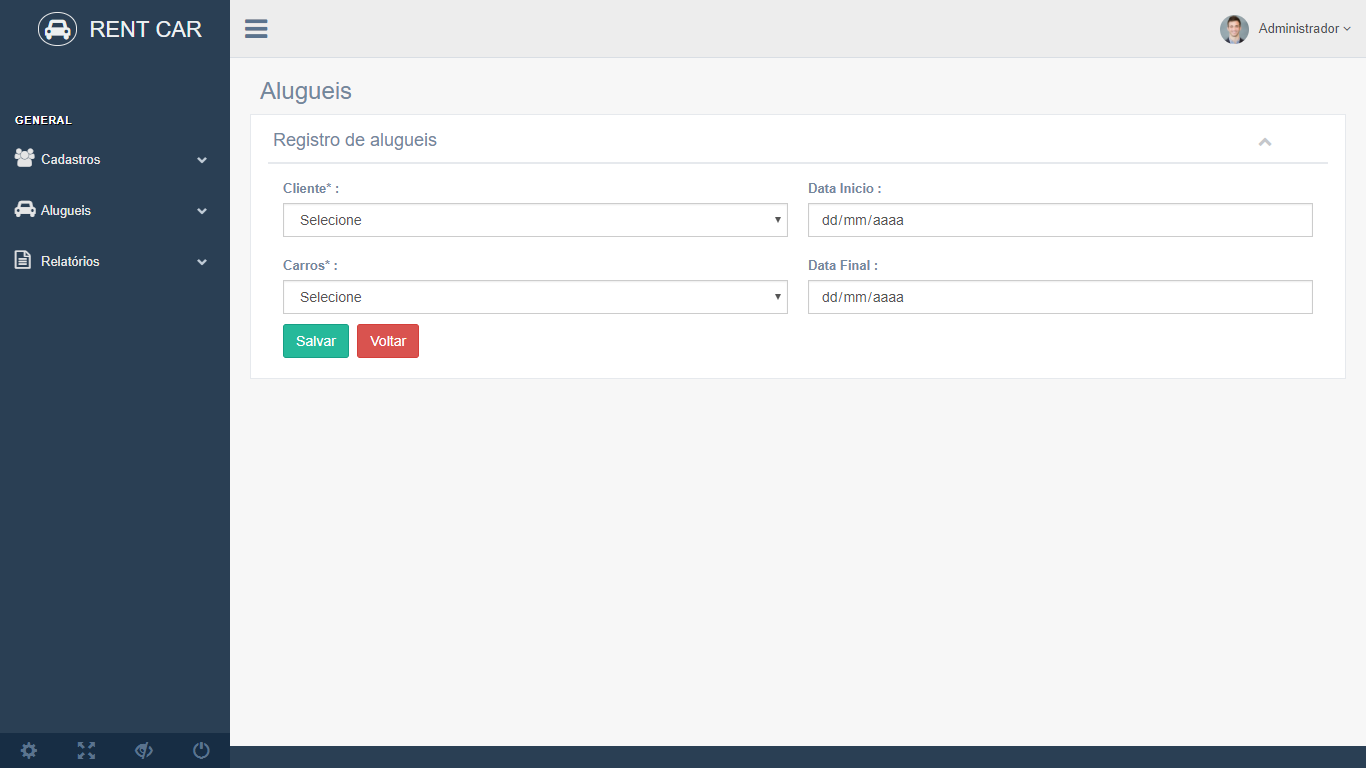 RENT CAR
Administrador
Alugueis
GENERAL
Cadastros
Alugueis
Relatórios
Registro de alugueis
Cliente* :
Data Inicio :
Selecione
dd/mm/aaaa
Carros* :
Data Final :
Selecione
dd/mm/aaaa
Salvar
Voltar